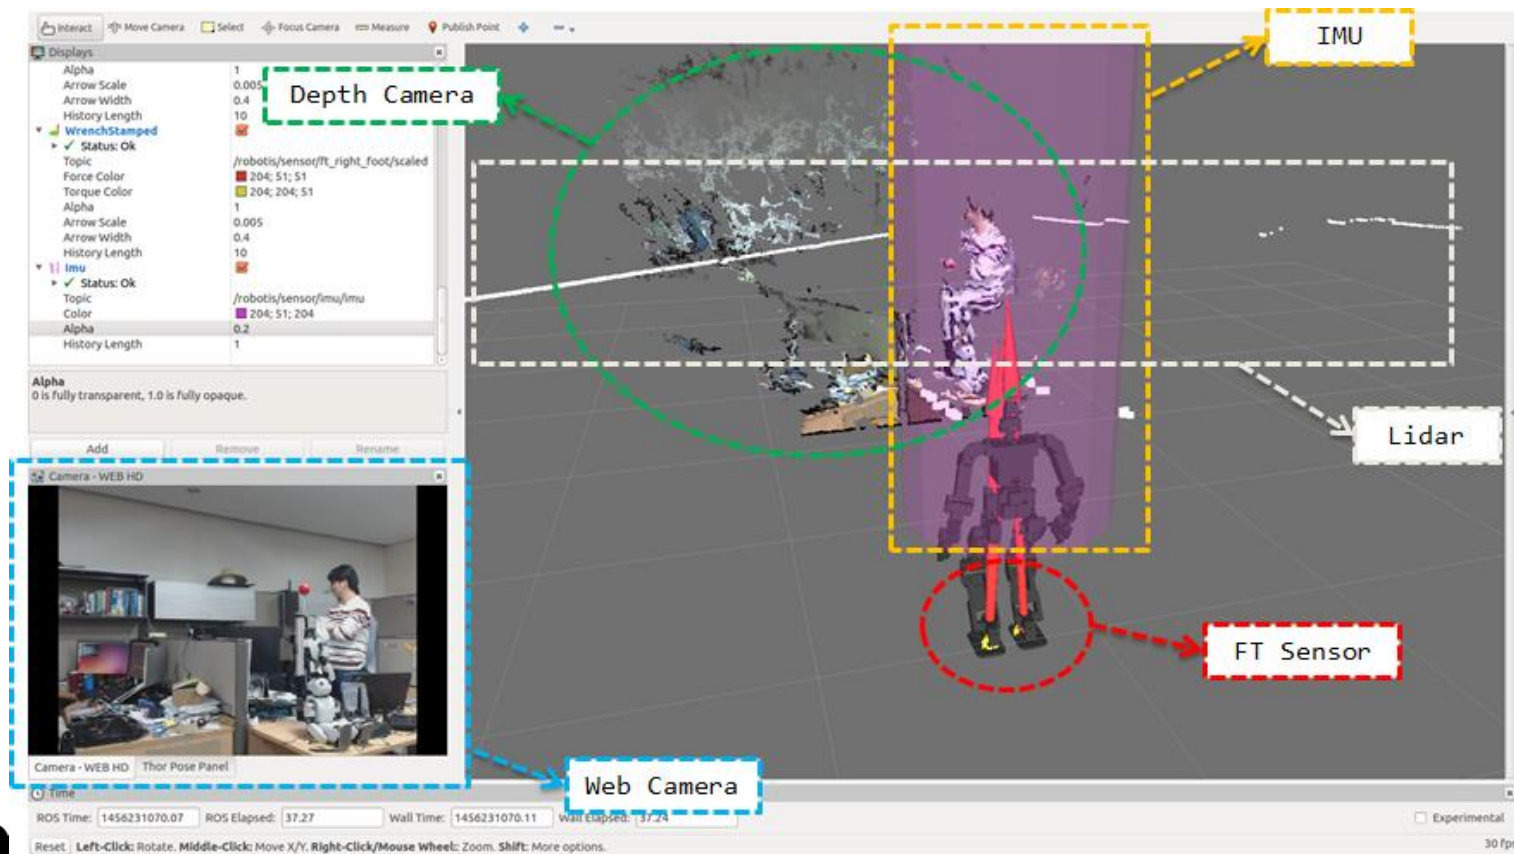 Interact Move Camera Select Focus Camera Measure Publish Point
IMU
Displays
Alpha 1
Arrow Scale 0.005
Arrow Width 0.4
History Length 10
Depth Camera
WrenchStamped
Status: Ok
Topic /robotis/sensor/ft_right_foot/scaled
Force Color 204; 51; 51
Torque Color 204; 204; 51
Alpha 1
Arrow Scale 0.005
Arrow Width 0.4
History Length 10
Imu
Status: Ok
Topic /robotis/sensor/imu/imu
Color 204; 51; 204
Alpha 0.2
History Length 1
Alpha
0 is fully transparent, 1.0 is fully opaque.
Add Remove Rename
Lidar
Camera - WEB HD
FT Sensor
Camera - WEB HD Thor Pose Panel
Web Camera
Time
ROS Time: 1456231070.07 ROS Elapsed: 37.27 Wall Time: 1456231070.11 Wall Elapsed: 37.24 Experimental
Reset Left-Click: Rotate. Middle-Click: Move X/Y. Right-Click/Mouse Wheel: Zoom. Shift: More options. 30 fps